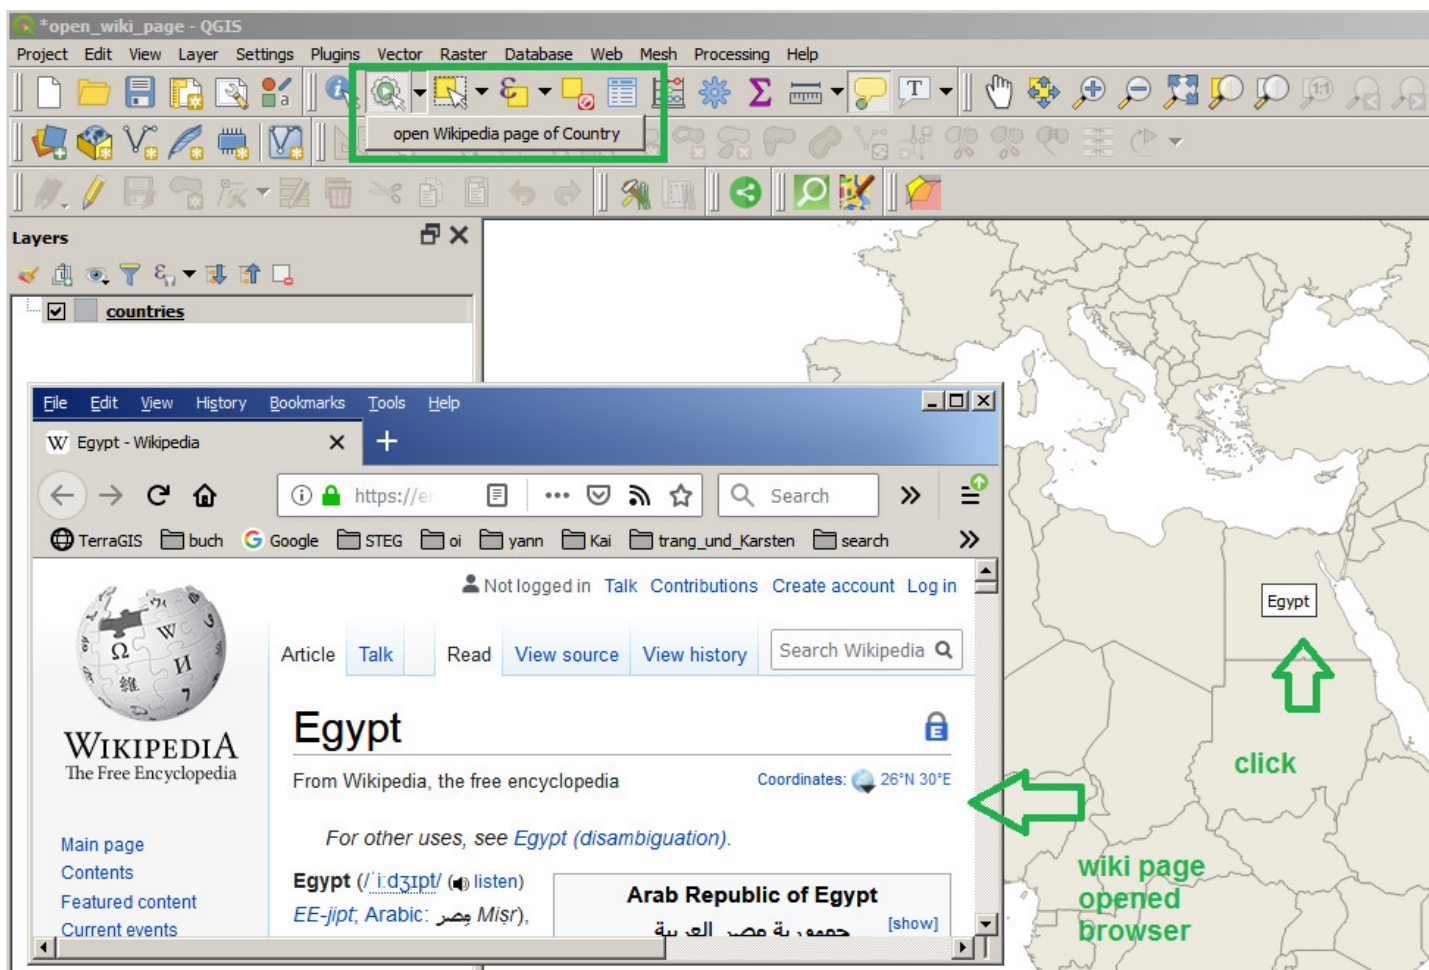 *open_wiki_page - QGIS
Project Edit View Layer Settings Plugins Vector Raster Database Web Mesh Processing Help
open Wikipedia page of Country
Layers
countries
File Edit View History Bookmarks Tools Help
W Egypt - Wikipedia
https://e
Search
TerraGIS buch Google STEG oi yann Kai trang_und_Karsten search
Not logged in Talk Contributions Create account Log in
Article Talk Read View source View history Search Wikipedia
WIKIPEDIA
The Free Encyclopedia
Egypt
From Wikipedia, the free encyclopedia
Coordinates: 26°N 30°E
For other uses, see Egypt (disambiguation).
Main page
Contents
Featured content
Current events
Egypt (/ˈiːdʒɪpt/ (listen)
EE-jipt; Arabic: مِصر Miṣr),
Arab Republic of Egypt
جمهورية مصر العربية
[show]
Egypt
click
wiki page
opened
browser